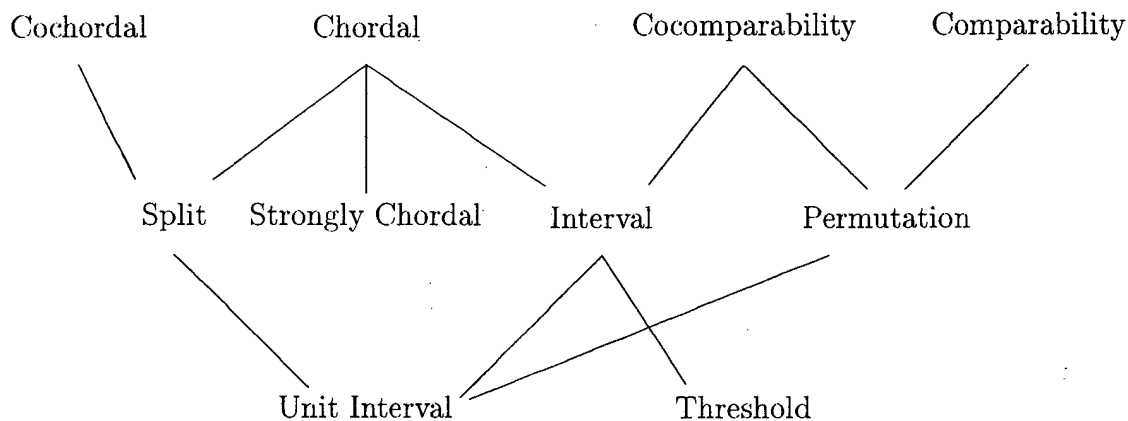 Cochordal Chordal Cocomparability Comparability
Split Strongly Chordal Interval Permutation
Unit Interval Threshold